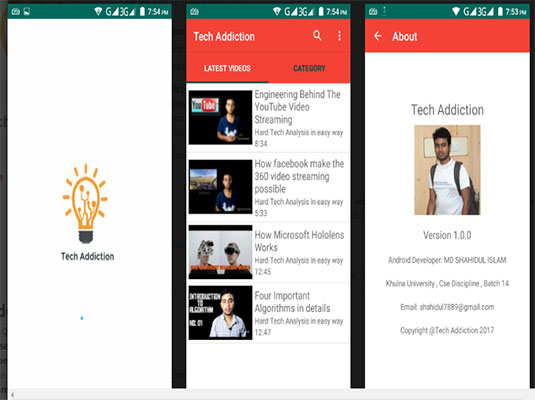 G 3G 7:54 PM
Tech Addiction
G 3G 7:54 PM
Tech Addiction
LATEST VIDEOS CATEGORY
YouTube
Engineering Behind The
YouTube Video
Streaming
Hard Tech Analysis in easy way
8:34
How facebook make the
360 video streaming
possible
Hard Tech Analysis in easy way
5:33
How Microsoft Hololens
Works
Hard Tech Analysis in easy way
12:45
INTRODUCTION
TO
ALGORITHM
NO: 01
Four Important
Algorithms in details
Hard Tech Analysis in easy way
12:47
G 3G 7:53 PM
About
Tech Addiction
Version 1.0.0
Android Developer: MD SHAHIDUL ISLAM
Khulna University , Cse Discipline , Batch 14
Email: shahidul7889@gmail.com
Copyright @Tech Addiction 2017